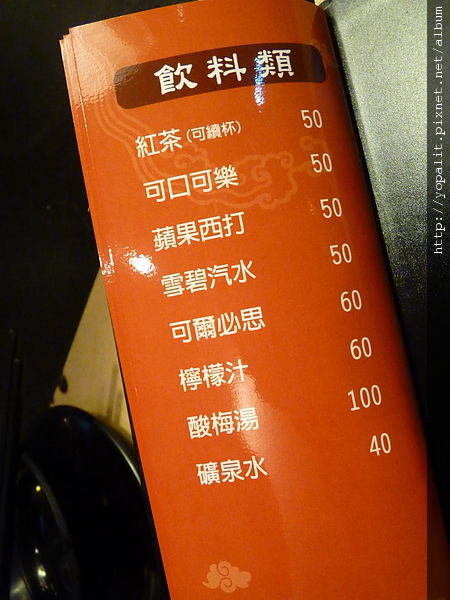 飲料類
紅茶(可續杯) 50
可口可樂 50
蘋果西打 50
雪碧汽水 50
可爾必思 60
檸檬汁 60
酸梅湯 100
礦泉水 40
http://yopalit.pixnet.net/album